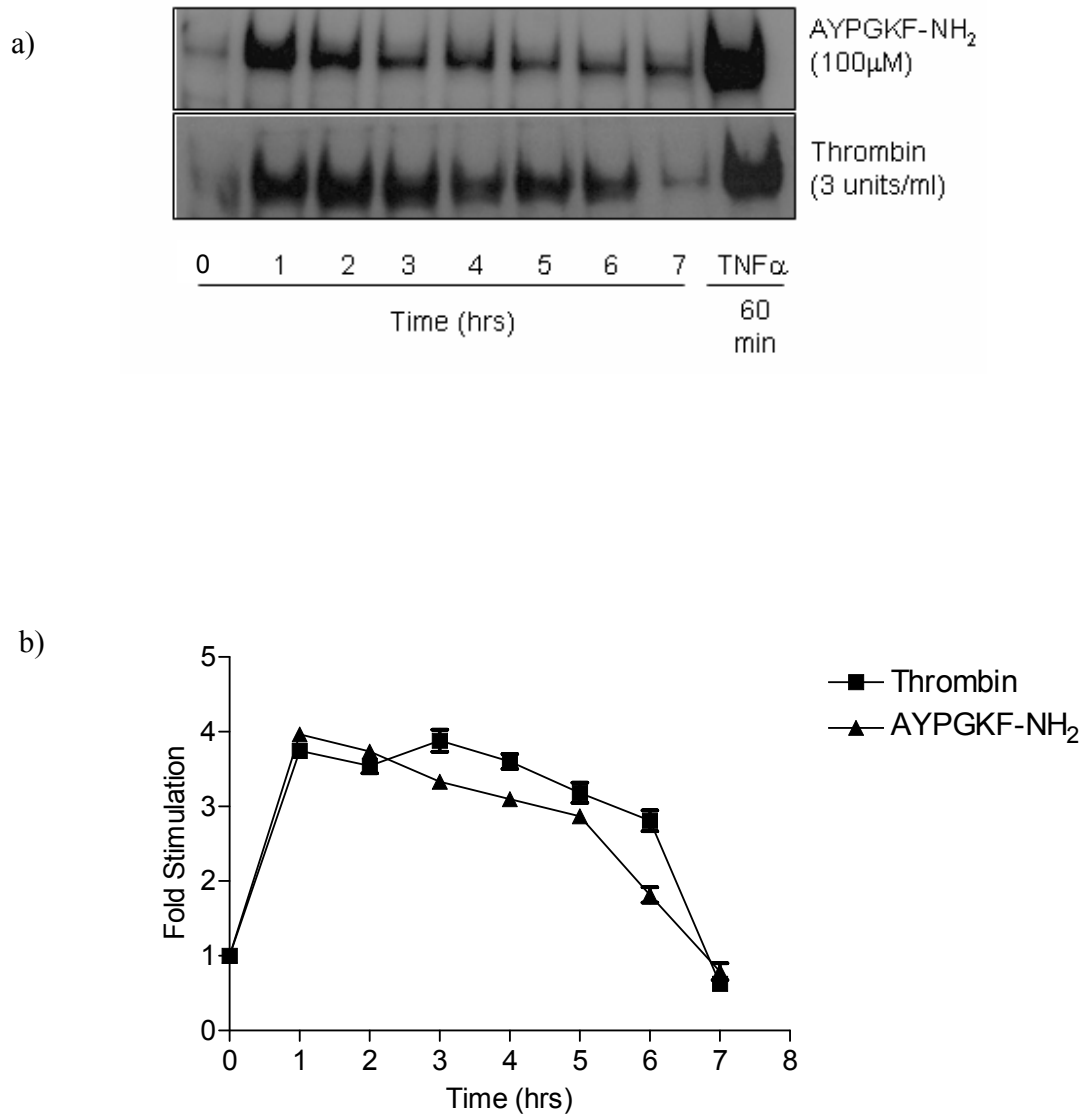 a)
AYPGKF-NH₂
(100µM)
Thrombin
(3 units/ml)
0 1 2 3 4 5 6 7 TNFα
Time (hrs)
60
min
b)
5
4
3
2
1
0
Fold Stimulation
0 1 2 3 4 5 6 7 8
Time (hrs)
Thrombin
AYPGKF-NH₂